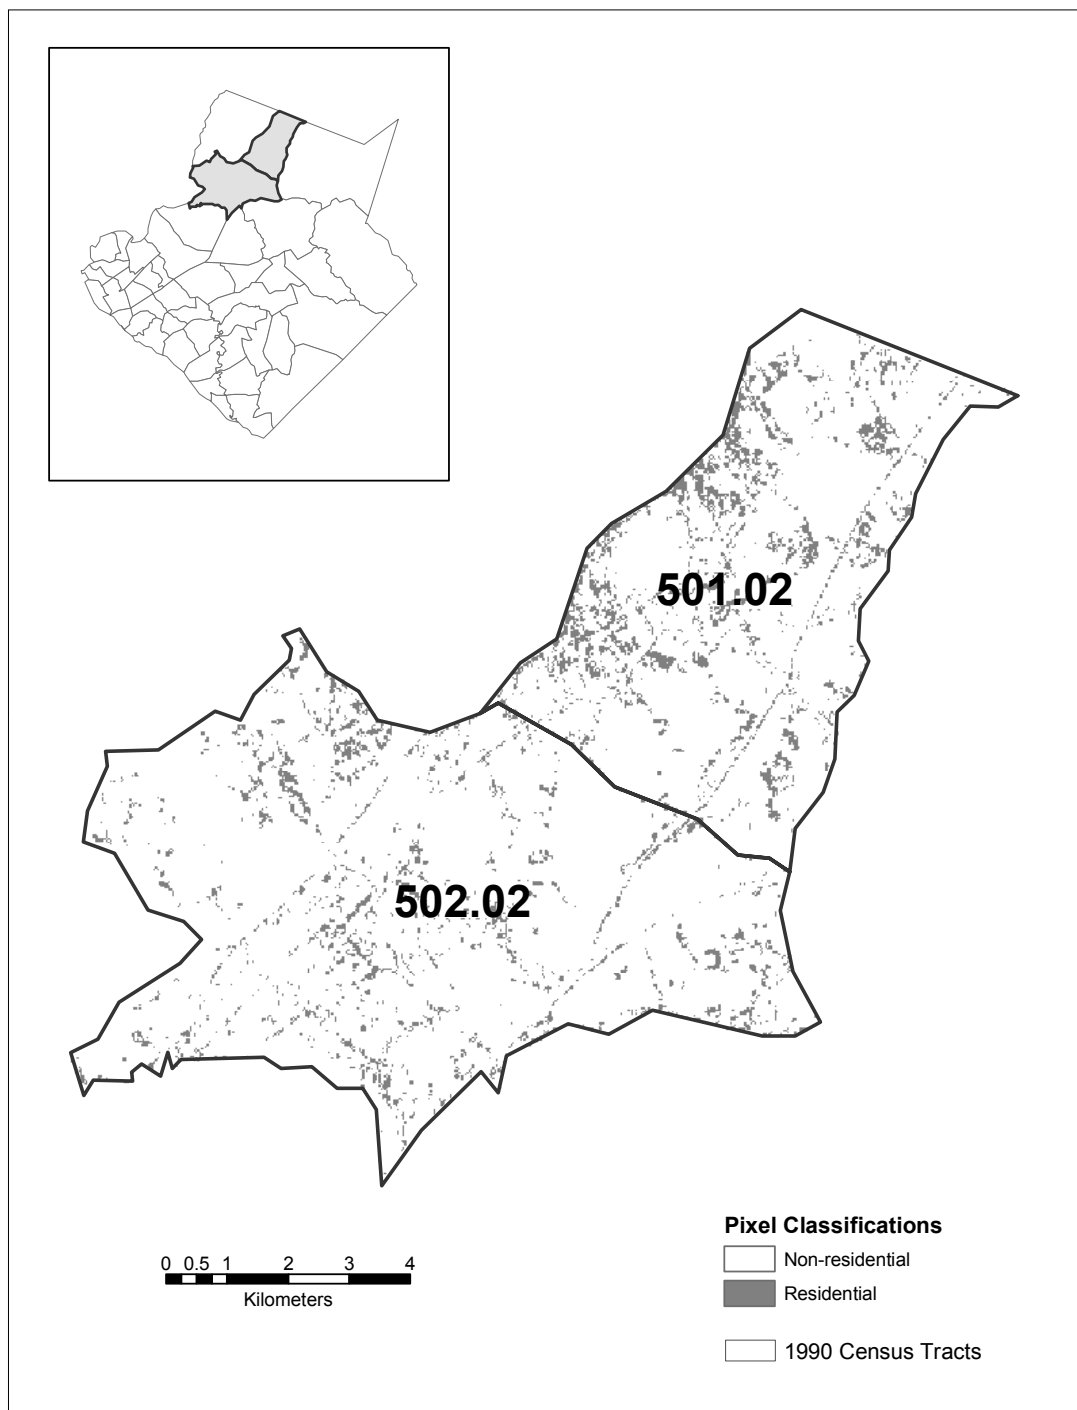 501.02
502.02
Pixel Classifications
Non-residential
Residential
1990 Census Tracts
0 0.5 1 2 3 4
Kilometers